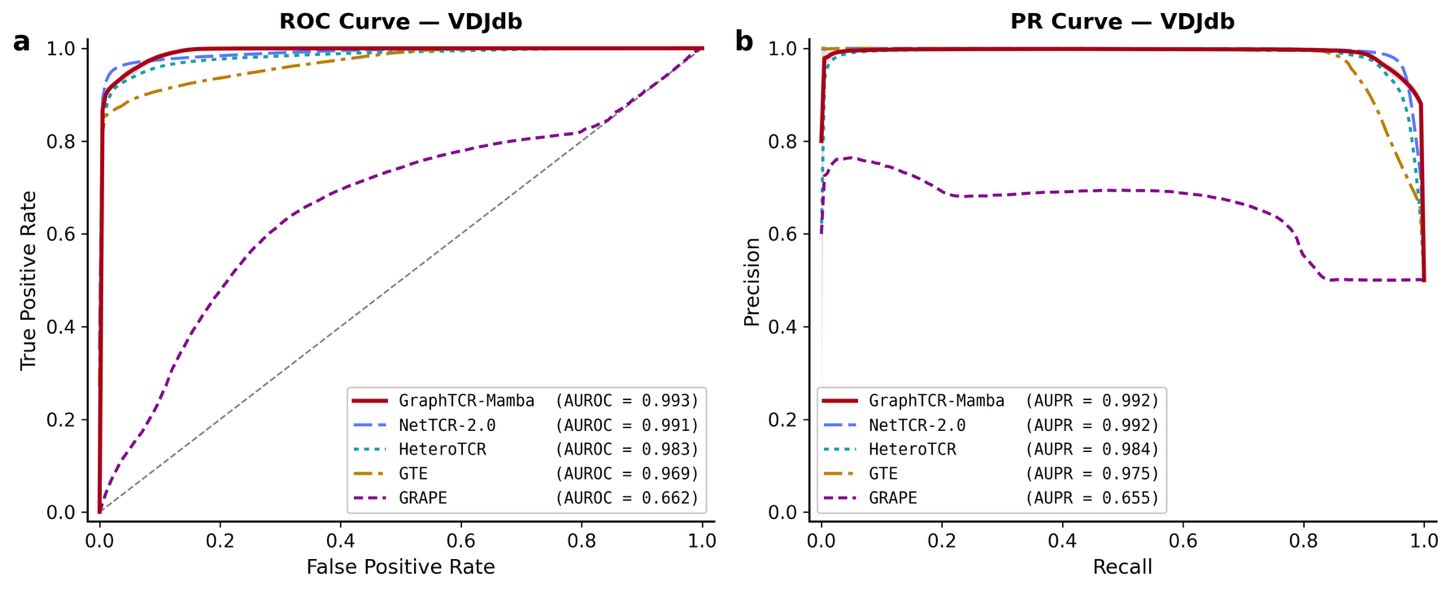 a
ROC Curve — VDJdb
True Positive Rate
1.0
0.8
0.6
0.4
0.2
0.0
GraphTCR-Mamba (AUROC = 0.993)
NetTCR-2.0 (AUROC = 0.991)
HeteroTCR (AUROC = 0.983)
GTE (AUROC = 0.969)
GRAPE (AUROC = 0.662)
0.0 0.2 0.4 0.6 0.8 1.0
False Positive Rate
b
PR Curve — VDJdb
Precision
1.0
0.8
0.6
0.4
0.2
0.0
GraphTCR-Mamba (AUPR = 0.992)
NetTCR-2.0 (AUPR = 0.992)
HeteroTCR (AUPR = 0.984)
GTE (AUPR = 0.975)
GRAPE (AUPR = 0.655)
0.0 0.2 0.4 0.6 0.8 1.0
Recall